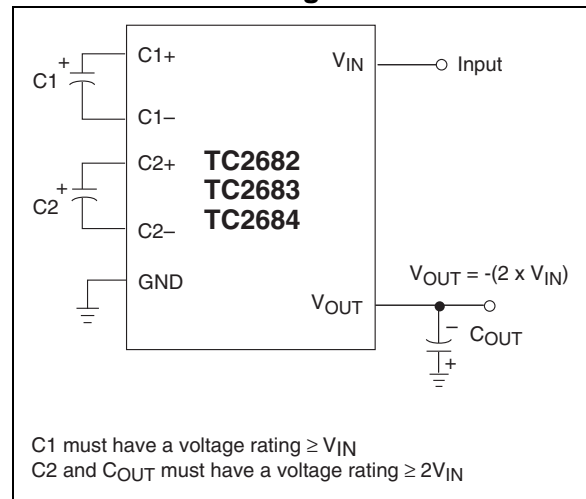 C1
+
C1+
C1–
C2
+
C2+
C2–
GND
TC2682
TC2683
TC2684
VIN
Input
VOUT = -(2 x VIN)
VOUT
–
COUT
+
C1 must have a voltage rating ≥ VIN
C2 and COUT must have a voltage rating ≥ 2VIN